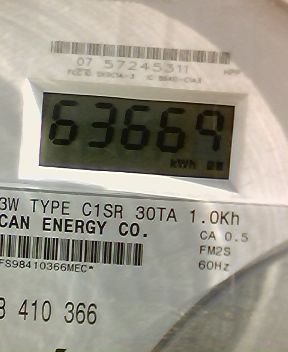 07 57245311
63669
kWh
3W TYPE C1SR 30TA 1.0Kh
CAN ENERGY CO.
CA 0.5
FM2S
60Hz
FS98410366MEC*
8 410 366